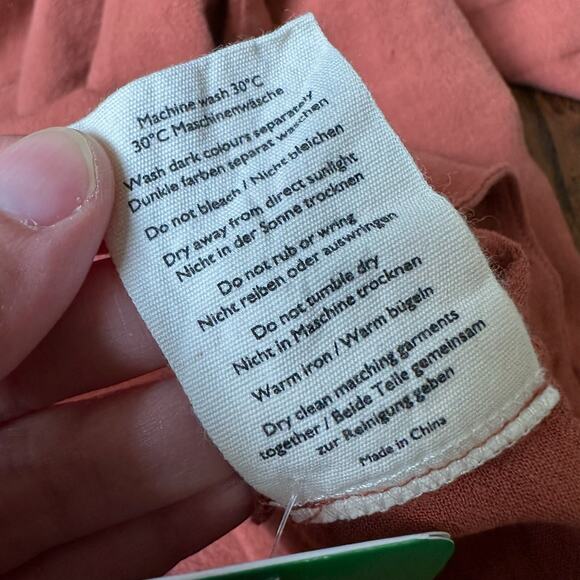 Machine wash 30°C
30°C Maschinenwäsche
Wash dark colours separately
Dunkle farben separat waschen
Do not bleach / Nicht bleichen
Dry away from direct sunlight
Nicht in der Sonne trocknen
Do not rub or wring
Nicht reiben oder auswringen
Do not tumble dry
Nicht in Maschine trocknen
Warm iron / Warm bügeln
Dry clean matching garments
together / Beide Teile gemeinsam
zur Reinigung geben
Made in China